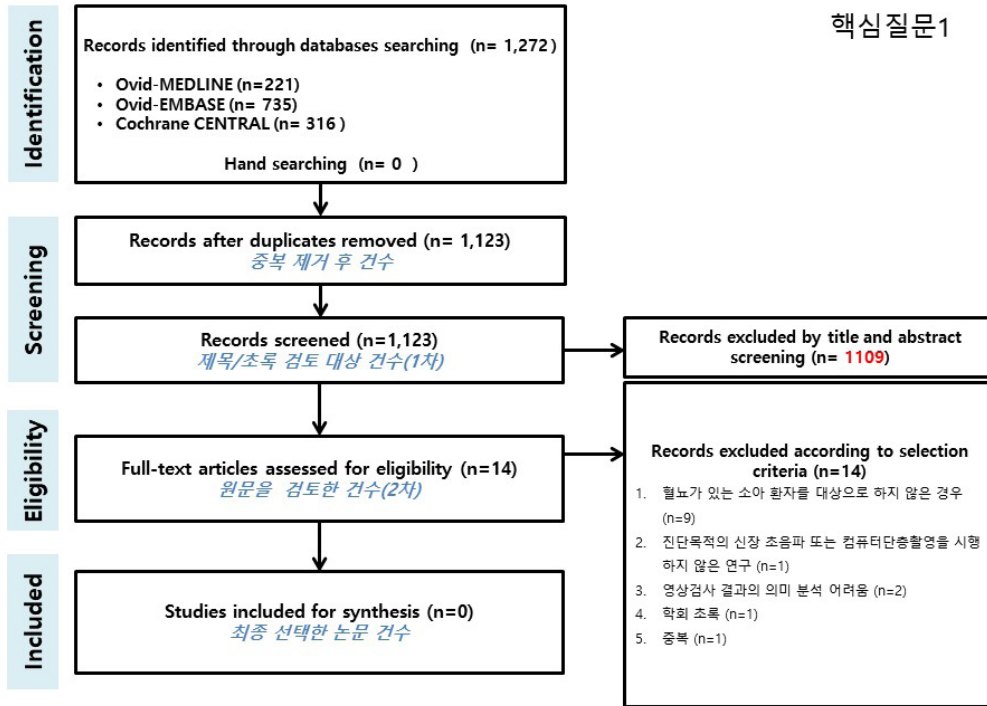 핵심질문1
Identification
Records identified through databases searching (n= 1,272 )
• Ovid-MEDLINE (n=221)
• Ovid-EMBASE (n= 735)
• Cochrane CENTRAL (n= 316 )
Hand searching (n= 0 )
Screening
Records after duplicates removed (n= 1,123)
중복 제거 후 건수
Records screened (n=1,123)
제목/초록 검토 대상 건수(1차)
Records excluded by title and abstract
screening (n= 1109)
Eligibility
Full-text articles assessed for eligibility (n=14)
원문을 검토한 건수(2차)
Records excluded according to selection
criteria (n=14)
1. 혈뇨가 있는 소아 환자를 대상으로 하지 않은 경우
(n=9)
2. 진단목적의 신장 초음파 또는 컴퓨터단층촬영을 시행
하지 않은 연구 (n=1)
3. 영상검사 결과의 의미 분석 어려움 (n=2)
4. 학회 초록 (n=1)
5. 중복 (n=1)
Included
Studies included for synthesis (n=0)
최종 선택한 논문 건수